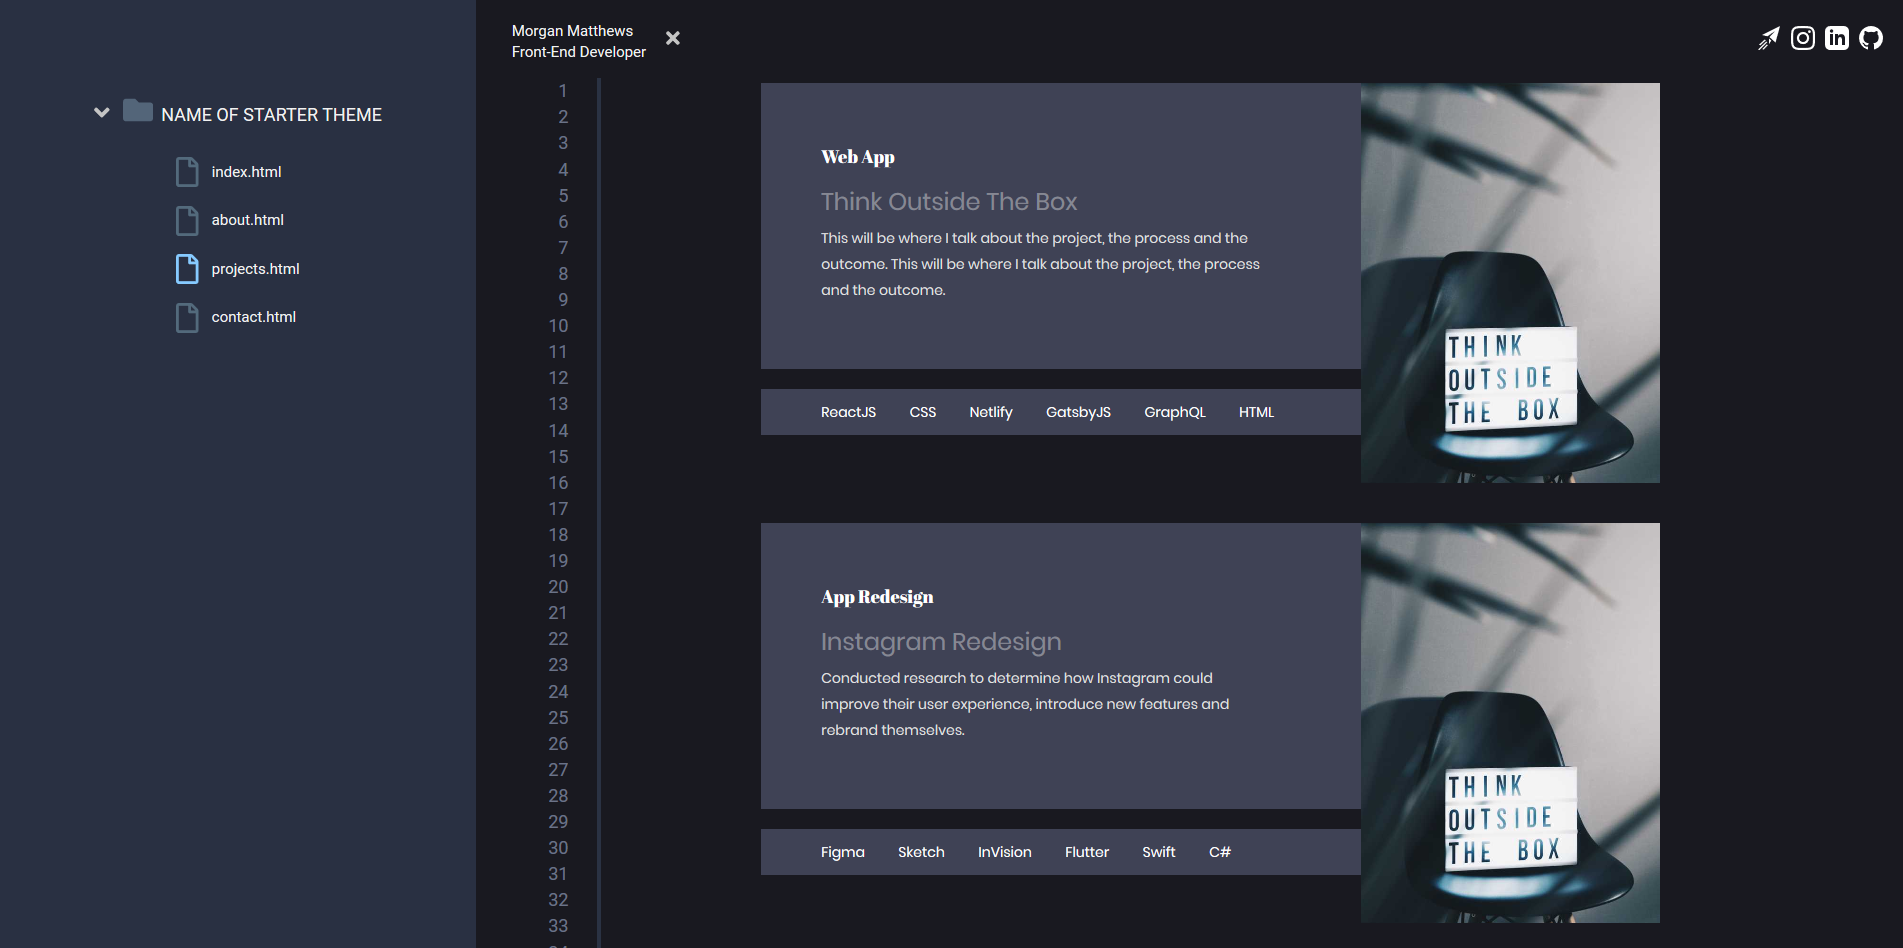 Morgan Matthews
Front-End Developer
NAME OF STARTER THEME
index.html
about.html
projects.html
contact.html
1
2
3
4
5
6
7
8
9
10
11
12
13
14
15
16
17
18
19
20
21
22
23
24
25
26
27
28
29
30
31
32
33
Web App
Think Outside The Box
This will be where I talk about the project, the process and the
outcome. This will be where I talk about the project, the process
and the outcome.
ReactJS CSS Netlify GatsbyJS GraphQL HTML
THINK
OUTSIDE
THE BOX
App Redesign
Instagram Redesign
Conducted research to determine how Instagram could
improve their user experience, introduce new features and
rebrand themselves.
Figma Sketch InVision Flutter Swift C#
THINK
OUTSIDE
THE BOX